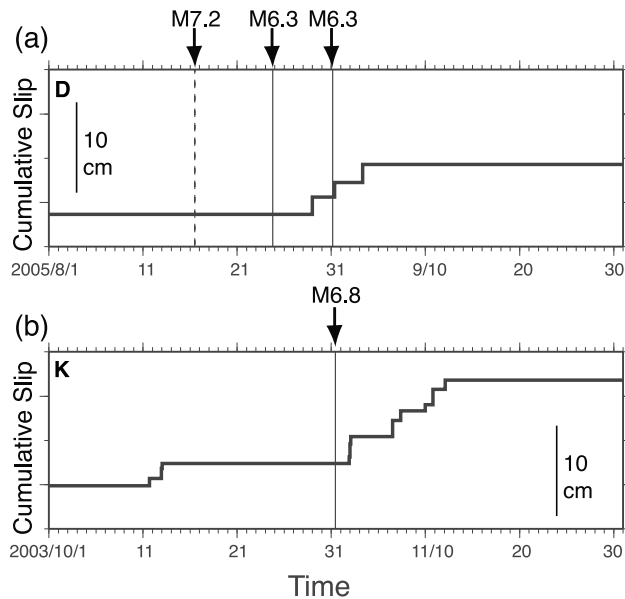 (a)
M7.2 M6.3 M6.3
D
10
cm
Cumulative Slip
2005/8/1 11 21 31 9/10 20 30
(b)
M6.8
K
10
cm
Cumulative Slip
2003/10/1 11 21 31 11/10 20 30
Time